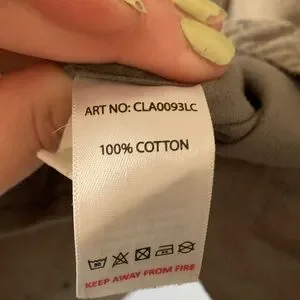 ART NO: CLA0093LC
100% COTTON
KEEP AWAY FROM FIRE